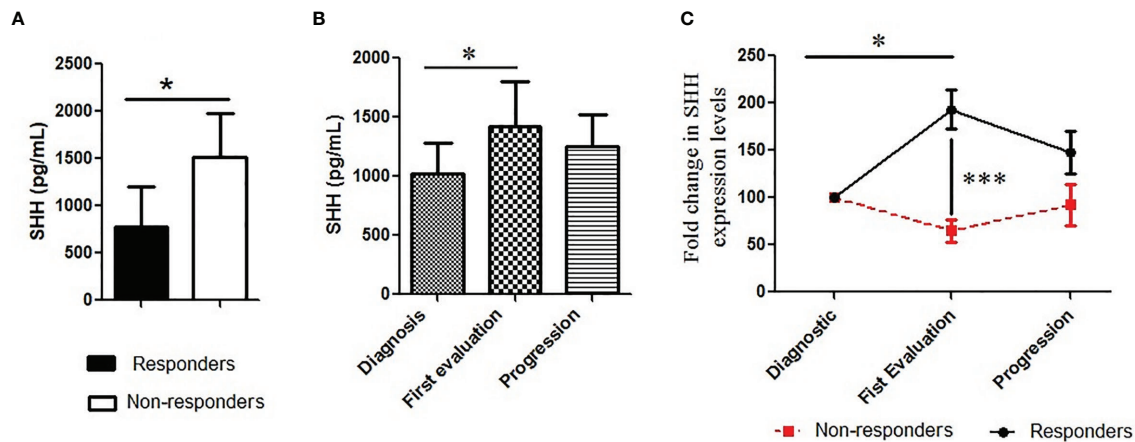 A
SHH (pg/mL)
2500
2000
1500
1000
500
0
*
Responders
Non-responders
B
SHH (pg/mL)
2000
1500
1000
500
0
*
Diagnosis
First evaluation
Progression
C
Fold change in SHH
expression levels
250
200
150
100
50
0
*
***
Diagnostic
Fist Evaluation
Progression
Non-responders
Responders